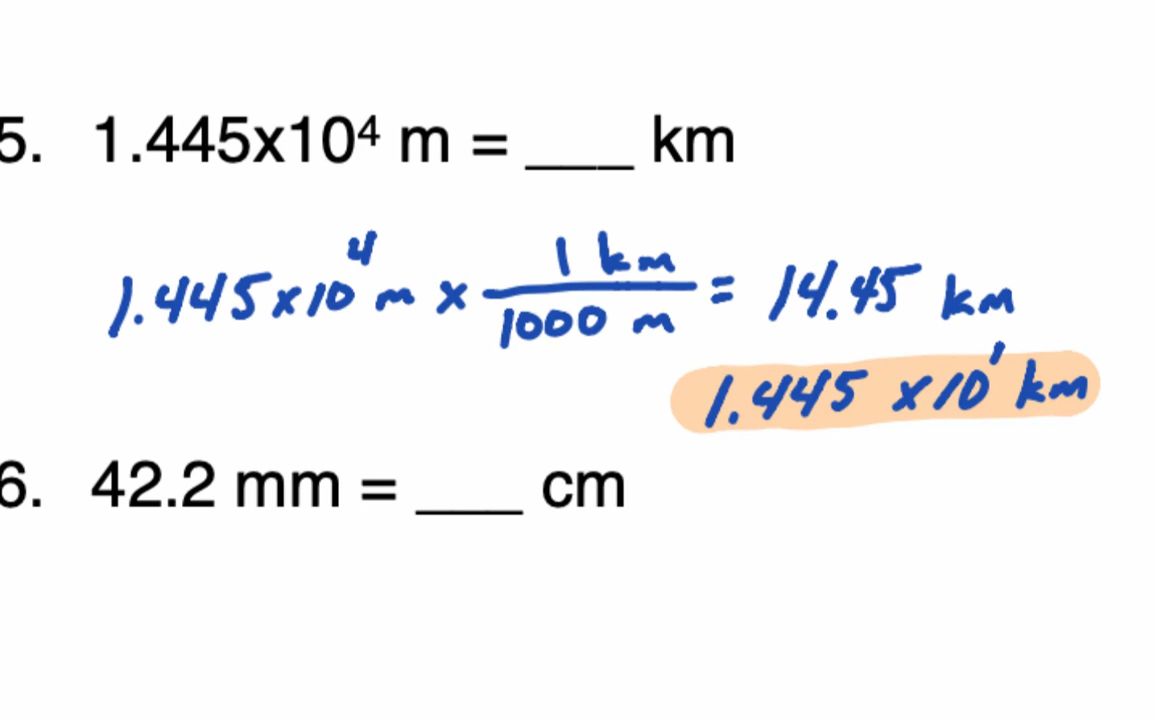 5. 1.445x10⁴ m = ___ km
1.445x10⁴ m x 1 km / 1000 m = 14.45 km
1.445 x10¹ km
6. 42.2 mm = ___ cm